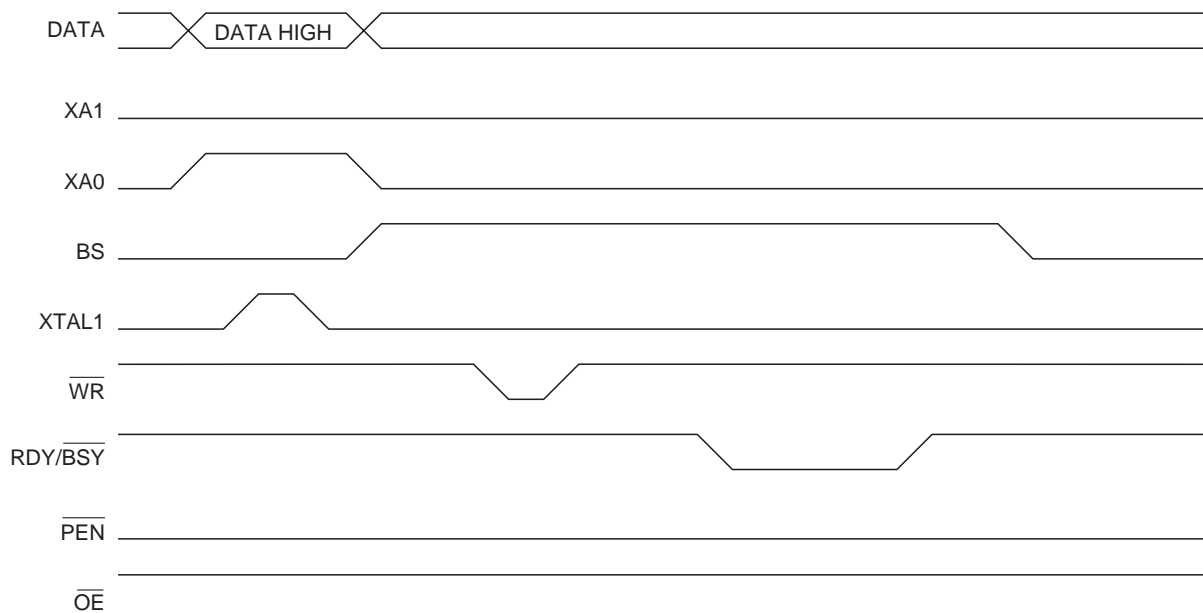 DATA
DATA HIGH
XA1
XA0
BS
XTAL1
WR
RDY/BSY
PEN
OE